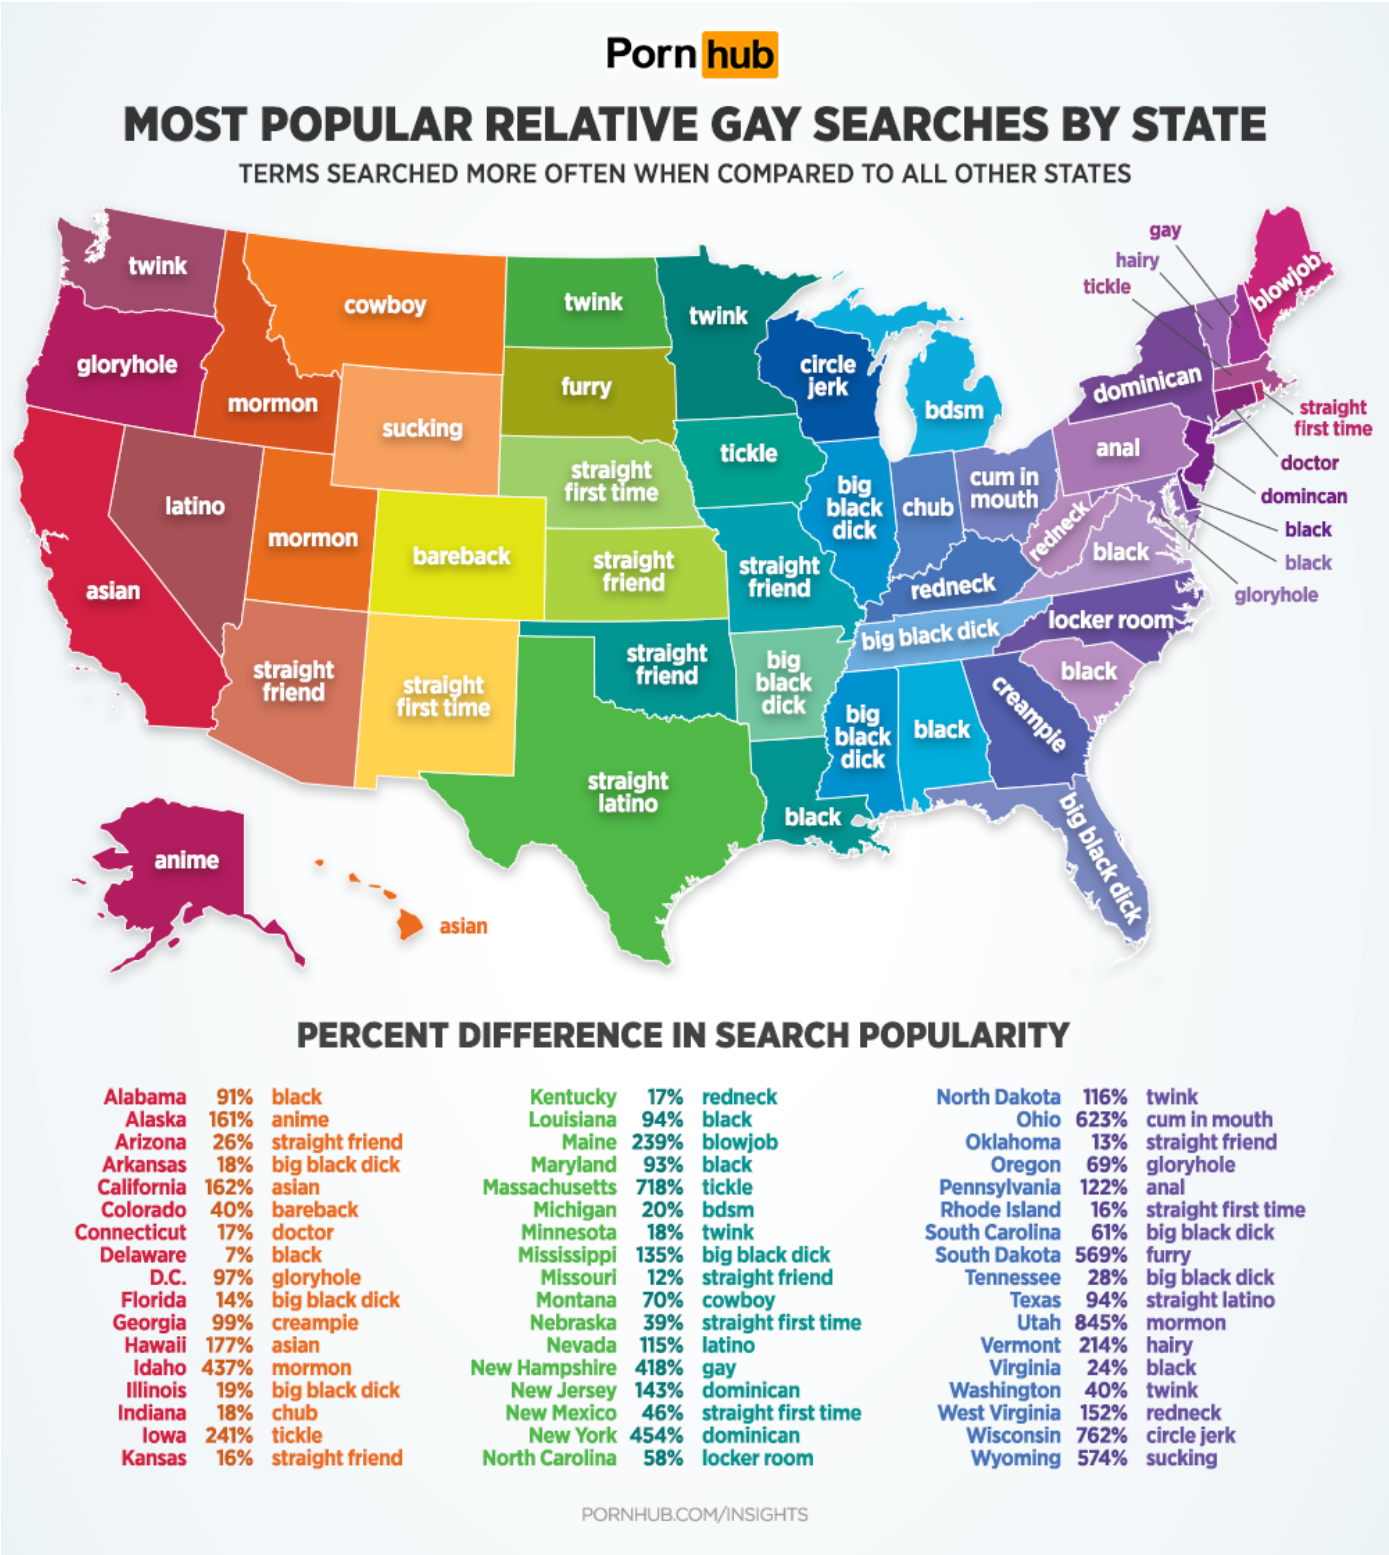 Porn hub
MOST POPULAR RELATIVE GAY SEARCHES BY STATE
TERMS SEARCHED MORE OFTEN WHEN COMPARED TO ALL OTHER STATES
twink
gloryhole
asian
latino
mormon
mormon
cowboy
sucking
bareback
straight
friend
straight
first time
twink
furry
straight
first time
straight
friend
straight
friend
straight
latino
twink
tickle
straight
friend
big
black
dick
black
circle
jerk
big
black
dick
bdsm
chub
cum in
mouth
redneck
big black dick
big
black
dick
black
creampie
big black dick
black
locker room
black
redneck
anal
dominican
tickle
hairy
gay
blowjob
straight
first time
doctor
domincan
black
black
gloryhole
anime
asian
PERCENT DIFFERENCE IN SEARCH POPULARITY
Alabama 91% black
Alaska 161% anime
Arizona 26% straight friend
Arkansas 18% big black dick
California 162% asian
Colorado 40% bareback
Connecticut 17% doctor
Delaware 7% black
D.C. 97% gloryhole
Florida 14% big black dick
Georgia 99% creampie
Hawaii 177% asian
Idaho 437% mormon
Illinois 19% big black dick
Indiana 18% chub
Iowa 241% tickle
Kansas 16% straight friend
Kentucky 17% redneck
Louisiana 94% black
Maine 239% blowjob
Maryland 93% black
Massachusetts 718% tickle
Michigan 20% bdsm
Minnesota 18% twink
Mississippi 135% big black dick
Missouri 12% straight friend
Montana 70% cowboy
Nebraska 39% straight first time
Nevada 115% latino
New Hampshire 418% gay
New Jersey 143% dominican
New Mexico 46% straight first time
New York 454% dominican
North Carolina 58% locker room
North Dakota 116% twink
Ohio 623% cum in mouth
Oklahoma 13% straight friend
Oregon 69% gloryhole
Pennsylvania 122% anal
Rhode Island 16% straight first time
South Carolina 61% big black dick
South Dakota 569% furry
Tennessee 28% big black dick
Texas 94% straight latino
Utah 845% mormon
Vermont 214% hairy
Virginia 24% black
Washington 40% twink
West Virginia 152% redneck
Wisconsin 762% circle jerk
Wyoming 574% sucking
PORNHUB.COM/INSIGHTS